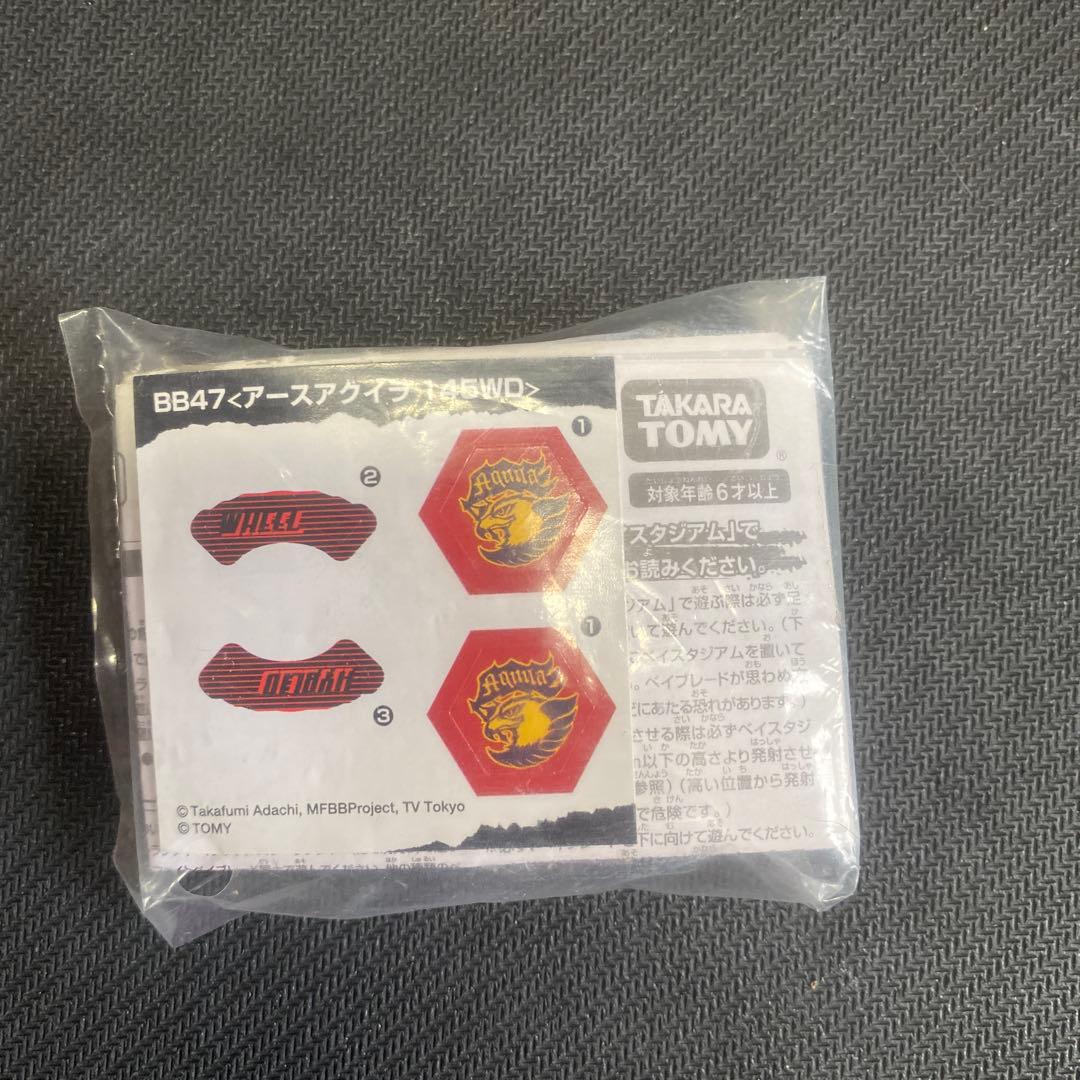 BB47<アースアクイラ 145WD>
TAKARA
TOMY
®
対象年齢6才以上
1
Aquila
2
WHEEL
1
Aquila
3
スタジアム」で
お読みください。
で遊ぶ際は必ず足
いて遊んでください。(下
ベイスタジアムを置いて
。ベイブレードが思わぬ方
にあたる恐れがあります。)
させる際は必ずベイスタジ
以下の高さより発射させ
参照)(高い位置から発射
で危険です。)
下に向けて遊んでください。
©Takafumi Adachi, MFBBProject, TV Tokyo
©TOMY